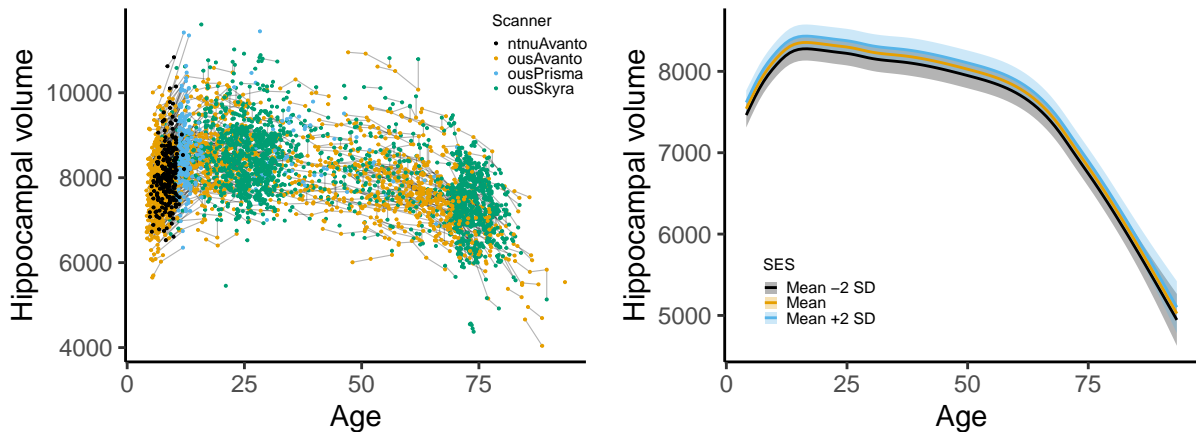 Hippocampal volume
10000
8000
6000
4000
0
25
50
75
Age
Scanner
ntnuAvanto
ousAvanto
ousPrisma
ousSkyra
Hippocampal volume
8000
7000
6000
5000
0
25
50
75
Age
SES
Mean −2 SD
Mean
Mean +2 SD